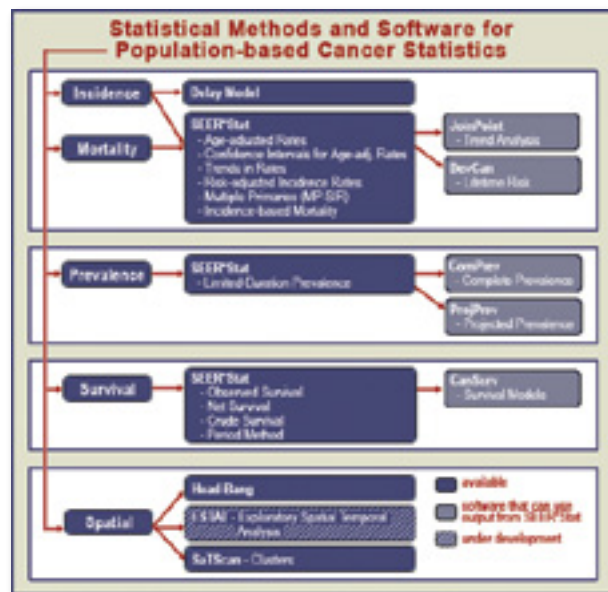 Statistical Methods and Software for
Population-based Cancer Statistics
Incidence
Delay Model
Mortality
SEER*Stat
- Age-adjusted Rates
- Confidence Intervals for Age-adj. Rates
- Trends in Rates
- Risk-adjusted Incidence Rates
- Multiple Primaries (MP-SIR)
- Incidence-based Mortality
JoinPoint
- Trend Analysis
DevCan
- Lifetime Risk
Prevalence
SEER*Stat
- Limited-Duration Prevalence
ComPrev
- Complete Prevalence
ProjPrev
- Projected Prevalence
Survival
SEER*Stat
- Observed Survival
- Net Survival
- Crude Survival
- Period Method
CanSurv
- Survival Models
Spatial
Head Bang
- Exploratory Spatial Temporal
Analysis
SaTScan - Clusters
available
software that can use
output from SEER*Stat
under development